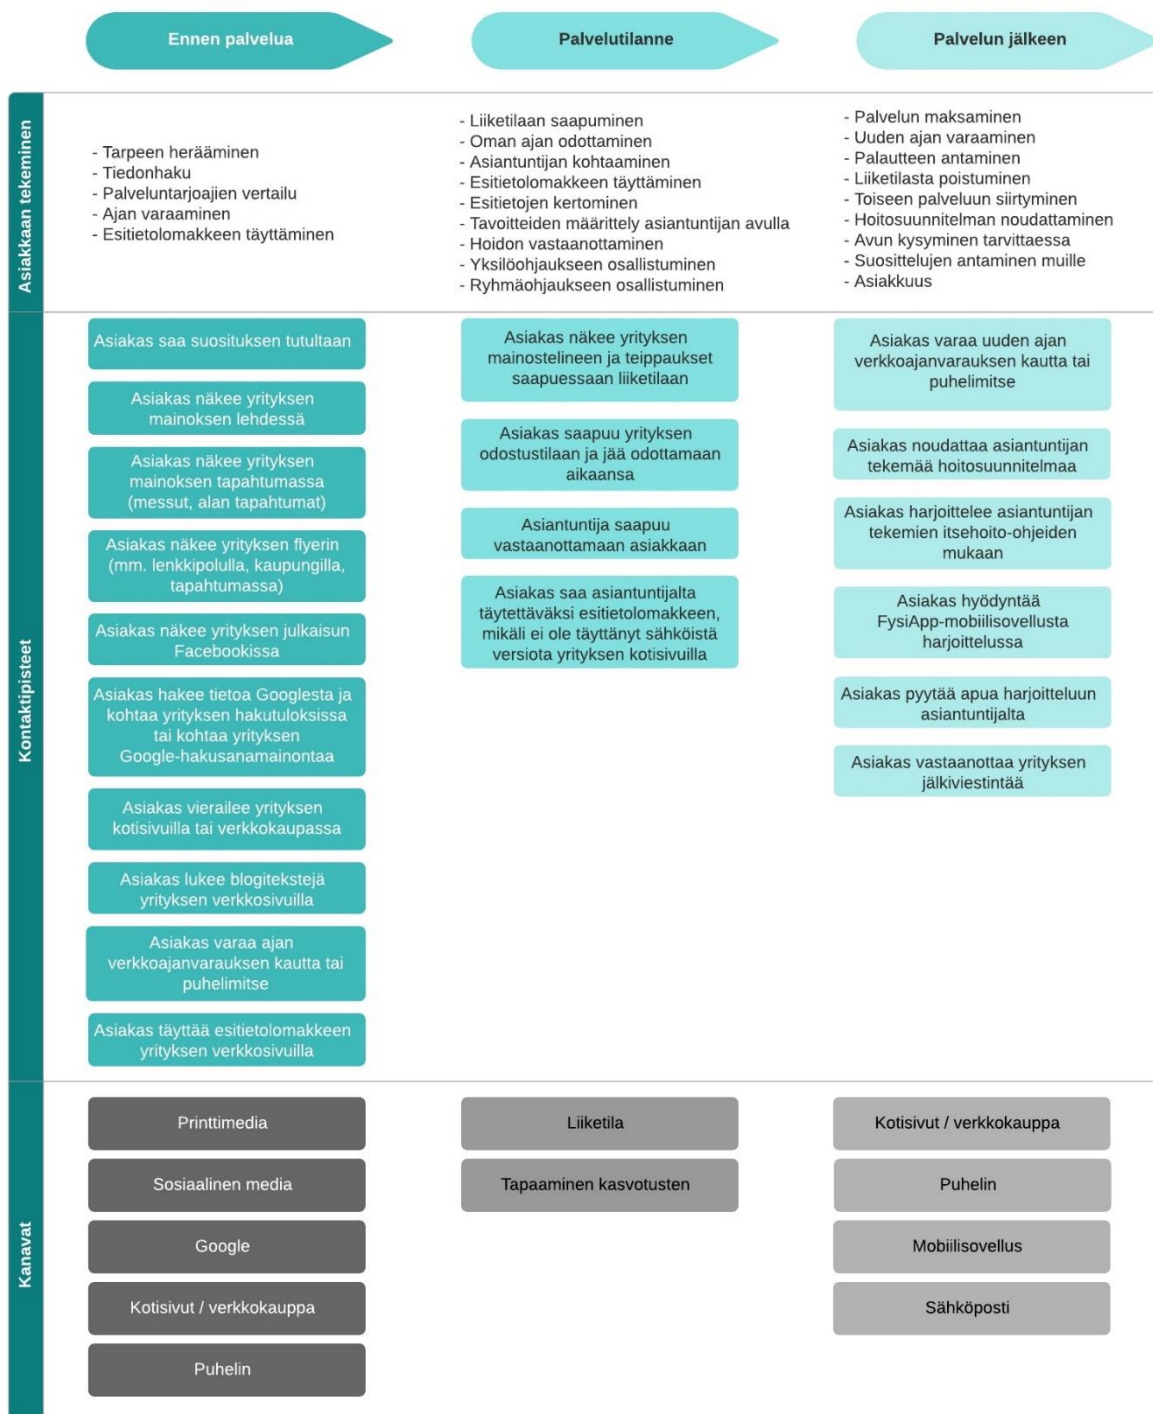 Ennen palvelua
Palvelutilanne
Palvelun jälkeen
Asiakkaan tekeminen
- Tarpeen herääminen
- Tiedonhaku
- Palveluntarjoajien vertailu
- Ajan varaaminen
- Esitietolomakkeen täyttäminen
- Liiketilaan saapuminen
- Oman ajan odottaminen
- Asiantuntijan kohtaaminen
- Esitietolomakkeen täyttäminen
- Esitietojen kertominen
- Tavoitteiden määrittely asiantuntijan avulla
- Hoidon vastaanottaminen
- Yksilöohjaukseen osallistuminen
- Ryhmäohjaukseen osallistuminen
- Palvelun maksaminen
- Uuden ajan varaaminen
- Palautteen antaminen
- Liiketilasta poistuminen
- Toiseen palveluun siirtyminen
- Hoitosuunnitelman noudattaminen
- Avun kysyminen tarvittaessa
- Suosittelujen antaminen muille
- Asiakkuus
Kontaktipisteet
Asiakas saa suosituksen tutultaan
Asiakas näkee yrityksen
mainoksen lehdessä
Asiakas näkee yrityksen
mainoksen tapahtumassa
(messut, alan tapahtumat)
Asiakas näkee yrityksen flyerin
(mm. lenkkipolulla, kaupungilla,
tapahtumassa)
Asiakas näkee yrityksen julkaisun
Facebookissa
Asiakas hakee tietoa Googlesta ja
kohtaa yrityksen hakutuloksissa
tai kohtaa yrityksen
Google-hakusanamainontaa
Asiakas vierailee yrityksen
kotisivuilla tai verkkokaupassa
Asiakas lukee blogitekstejä
yrityksen verkkosivuilla
Asiakas varaa ajan
verkkoajanvarauksen kautta tai
puhelimitse
Asiakas täyttää esitietolomakkeen
yrityksen verkkosivuilla
Asiakas näkee yrityksen
mainostelineen ja teippaukset
saapuessaan liiketilaan
Asiakas saapuu yrityksen
odostustilaan ja jää odottamaan
aikaansa
Asiantuntija saapuu
vastaanottamaan asiakkaan
Asiakas saa asiantuntijalta
täytettäväksi esitietolomakkeen,
mikäli ei ole täyttänyt sähköistä
versiota yrityksen kotisivuilla
Asiakas varaa uuden ajan
verkkoajanvarauksen kautta tai
puhelimitse
Asiakas noudattaa asiantuntijan
tekemää hoitosuunnitelmaa
Asiakas harjoittelee asiantuntijan
tekemien itsehoito-ohjeiden
mukaan
Asiakas hyödyntää
FysiApp-mobiilisovellusta
harjoittelussa
Asiakas pyytää apua harjoitteluun
asiantuntijalta
Asiakas vastaanottaa yrityksen
jälkiviestintää
Kanavat
Printtimedia
Sosiaalinen media
Google
Kotisivut / verkkokauppa
Puhelin
Liiketila
Tapaaminen kasvotusten
Kotisivut / verkkokauppa
Puhelin
Mobiilisovellus
Sähköposti